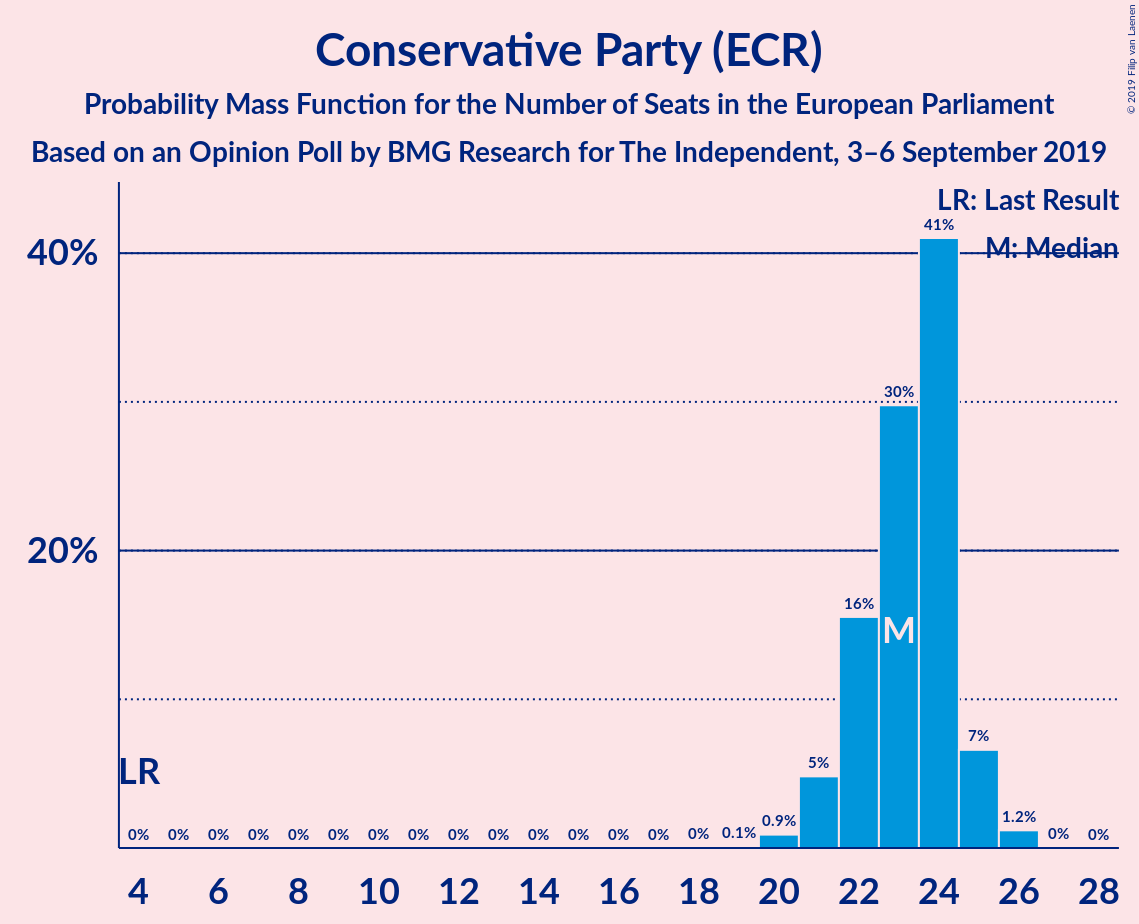 Conservative Party (ECR)
Probability Mass Function for the Number of Seats in the European Parliament
Based on an Opinion Poll by BMG Research for The Independent, 3–6 September 2019
© 2019 Filip van Laenen
LR: Last Result
M: Median
40%
20%
41%
30%
16%
M
7%
5%
LR
0% 0% 0% 0% 0% 0% 0% 0% 0% 0% 0% 0% 0% 0% 0% 0.1% 0.9% 1.2% 0% 0%
4 6 8 10 12 14 16 18 20 22 24 26 28